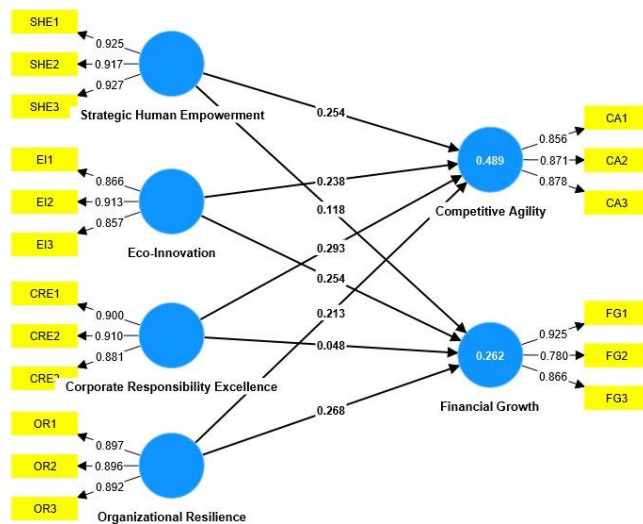 SHE1
0.925
SHE2
0.917
SHE3
0.927
Strategic Human Empowerment
EI1
0.866
EI2
0.913
EI3
0.857
Eco-Innovation
CRE1
0.900
CRE2
0.910
0.881
Corporate Responsibility Excellence
OR1
0.897
OR2
0.896
OR3
0.892
Organizational Resilience
0.254
0.238
0.118
0.293
0.254
0.213
0.048
0.268
0.489
Competitive Agility
0.856
CA1
0.871
CA2
0.878
CA3
0.262
Financial Growth
0.925
FG1
0.780
FG2
0.866
FG3